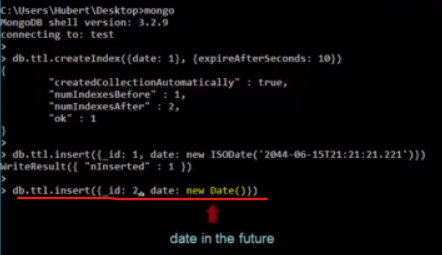 C:\Users\Hubert\Desktop>mongo
MongoDB shell version: 3.2.9
connecting to: test
>
> db.ttl.createIndex({date: 1}, {expireAfterSeconds: 10})
{
"createdCollectionAutomatically" : true,
"numIndexesBefore" : 1,
"numIndexesAfter" : 2,
"ok" : 1
}
>
> db.ttl.insert({_id: 1, date: new ISODate('2044-06-15T21:21:21.221')})
WriteResult({ "nInserted" : 1 })
>
> db.ttl.insert({_id: 2, date: new Date()})
date in the future